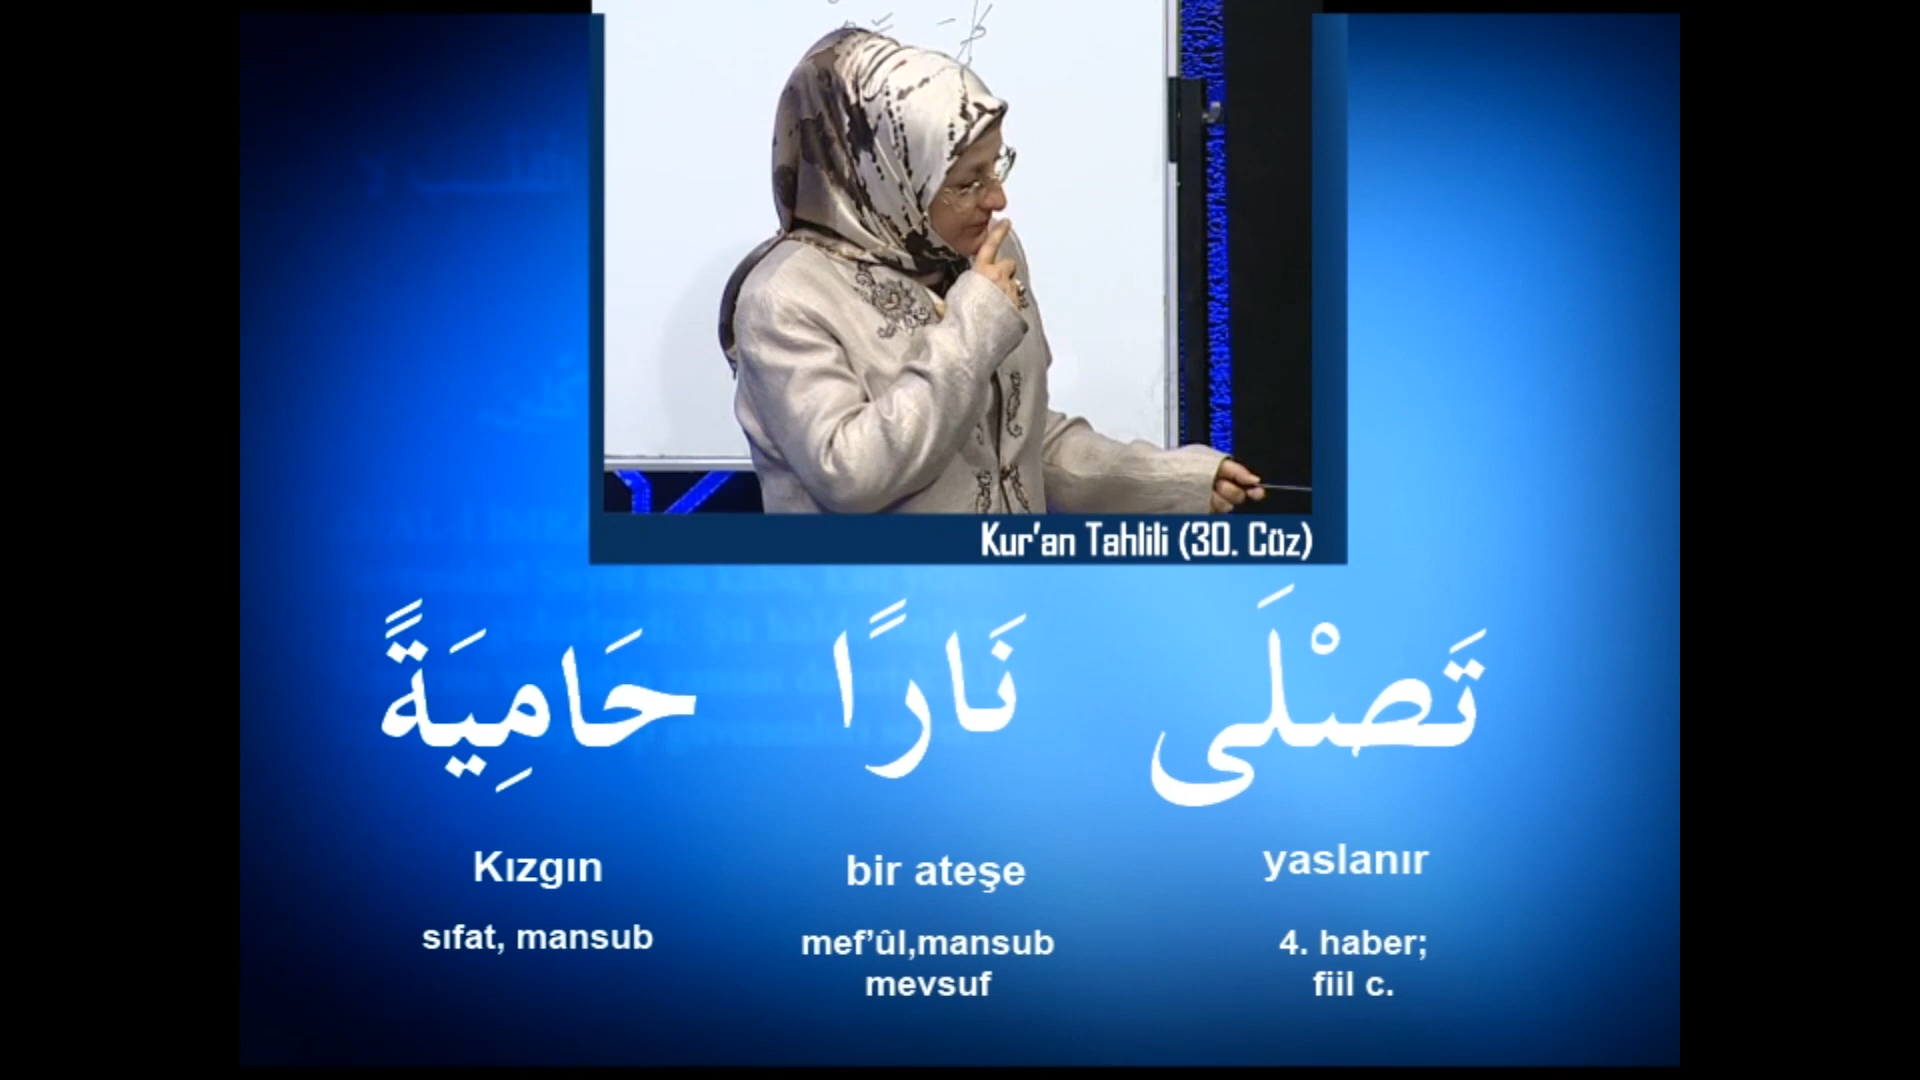 Kur'an Tahlili (30. Cüz)
تَصْلَى نَارًا حَامِيَةً
Kızgın bir ateşe yaslanır
sıfat, mansub mef'ûl,mansub 4. haber;
mevsuf fiil c.